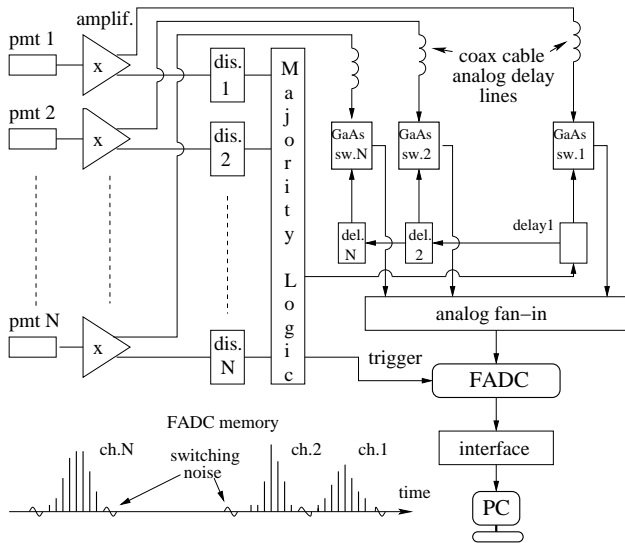 amplif.
pmt 1
x
dis.
1
coax cable
analog delay
lines
pmt 2
x
dis.
2
Majority Logic
GaAs
sw.N
GaAs
sw.2
GaAs
sw.1
del.
N
del.
2
delay1
pmt N
x
dis.
N
analog fan-in
trigger
FADC
FADC memory
ch.N
switching
noise
ch.2
ch.1
time
interface
PC